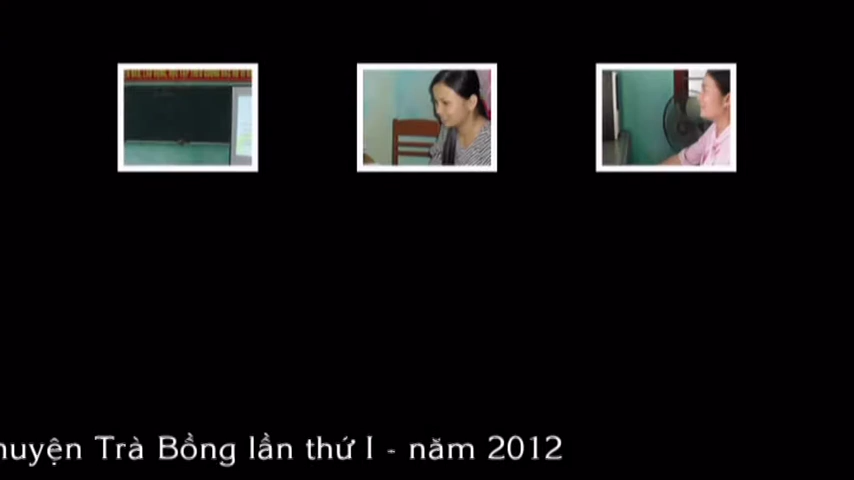 huyện Trà Bồng lần thứ I - năm 2012